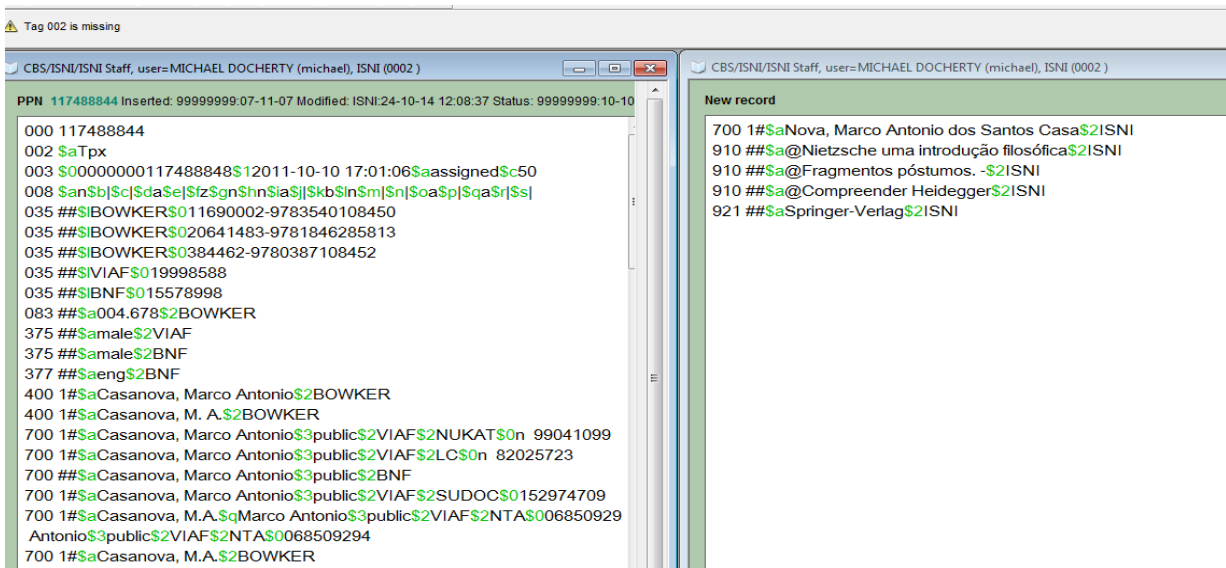 Tag 002 is missing
CBS/ISNI/ISNI Staff, user=MICHAEL DOCHERTY (michael), ISNI (0002 )
PPN 117488844 Inserted: 99999999:07-11-07 Modified: ISNI:24-10-14 12:08:37 Status: 99999999:10-10
000 117488844
002 $aTpx
003 $00000000117488848$12011-10-10 17:01:06$aassigned$c50
008 $an$b|$c|$da$e|$fz$gn$hn$ia$j|$kb$ln$m|$n|$oa$p|$qa$r|$s|
035 ##$lBOWKER$011690002-9783540108450
035 ##$lBOWKER$020641483-9781846285813
035 ##$lBOWKER$0384462-9780387108452
035 ##$lVIAF$019998588
035 ##$lBNF$015578998
083 ##$a004.678$2BOWKER
375 ##$amale$2VIAF
375 ##$amale$2BNF
377 ##$aeng$2BNF
400 1#$aCasanova, Marco Antonio$2BOWKER
400 1#$aCasanova, M. A.$2BOWKER
700 1#$aCasanova, Marco Antonio$3public$2VIAF$2NUKAT$0n 99041099
700 1#$aCasanova, Marco Antonio$3public$2VIAF$2LC$0n 82025723
700 ##$aCasanova, Marco Antonio$3public$2BNF
700 1#$aCasanova, Marco Antonio$3public$2VIAF$2SUDOC$0152974709
700 1#$aCasanova, M.A.$qMarco Antonio$3public$2VIAF$2NTA$006850929
Antonio$3public$2VIAF$2NTA$0068509294
700 1#$aCasanova, M.A.$2BOWKER
CBS/ISNI/ISNI Staff, user=MICHAEL DOCHERTY (michael), ISNI (0002 )
New record
700 1#$aNova, Marco Antonio dos Santos Casa$2ISNI
910 ##$a@Nietzsche uma introdução filosófica$2ISNI
910 ##$a@Fragmentos póstumos. -$2ISNI
910 ##$a@Compreender Heidegger$2ISNI
921 ##$aSpringer-Verlag$2ISNI